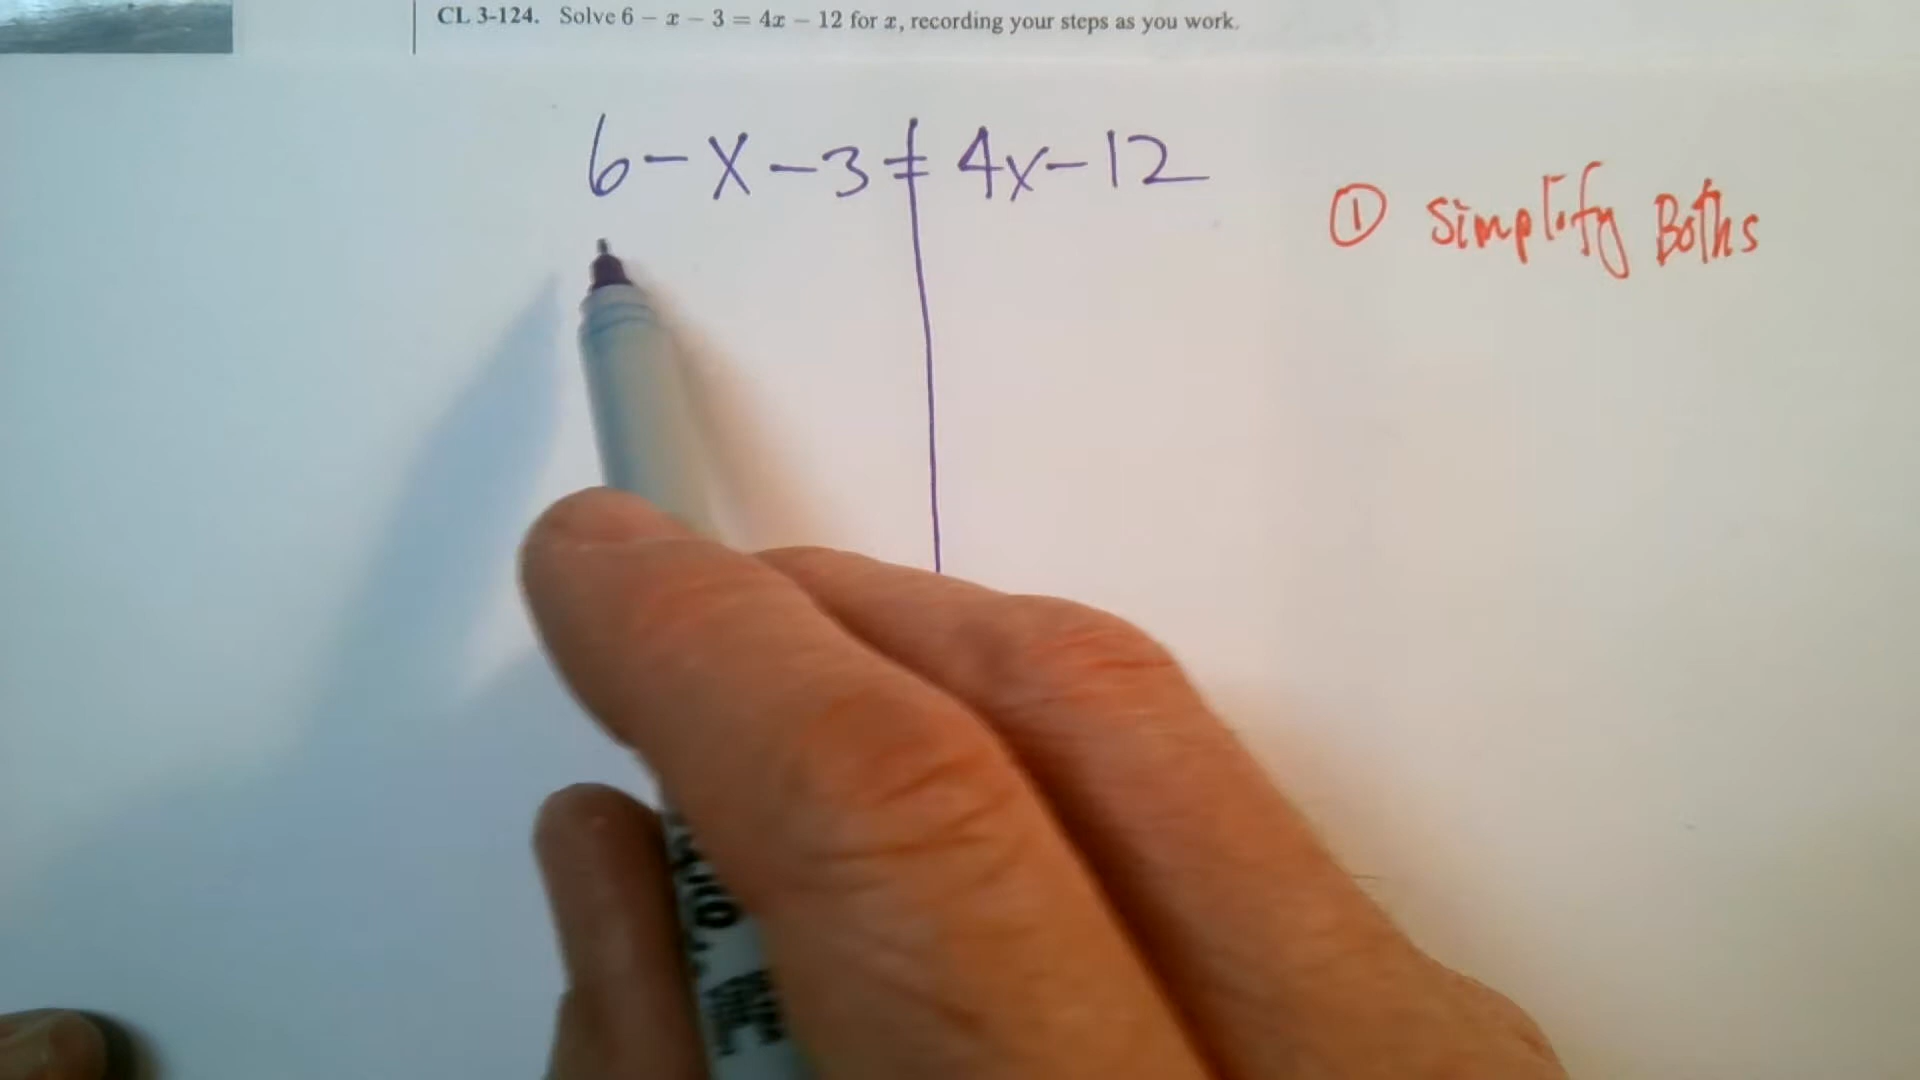 CL 3-124. Solve 6 − x − 3 = 4x − 12 for x, recording your steps as you work.
6 - x - 3 = 4x - 12
① Simplify Boths